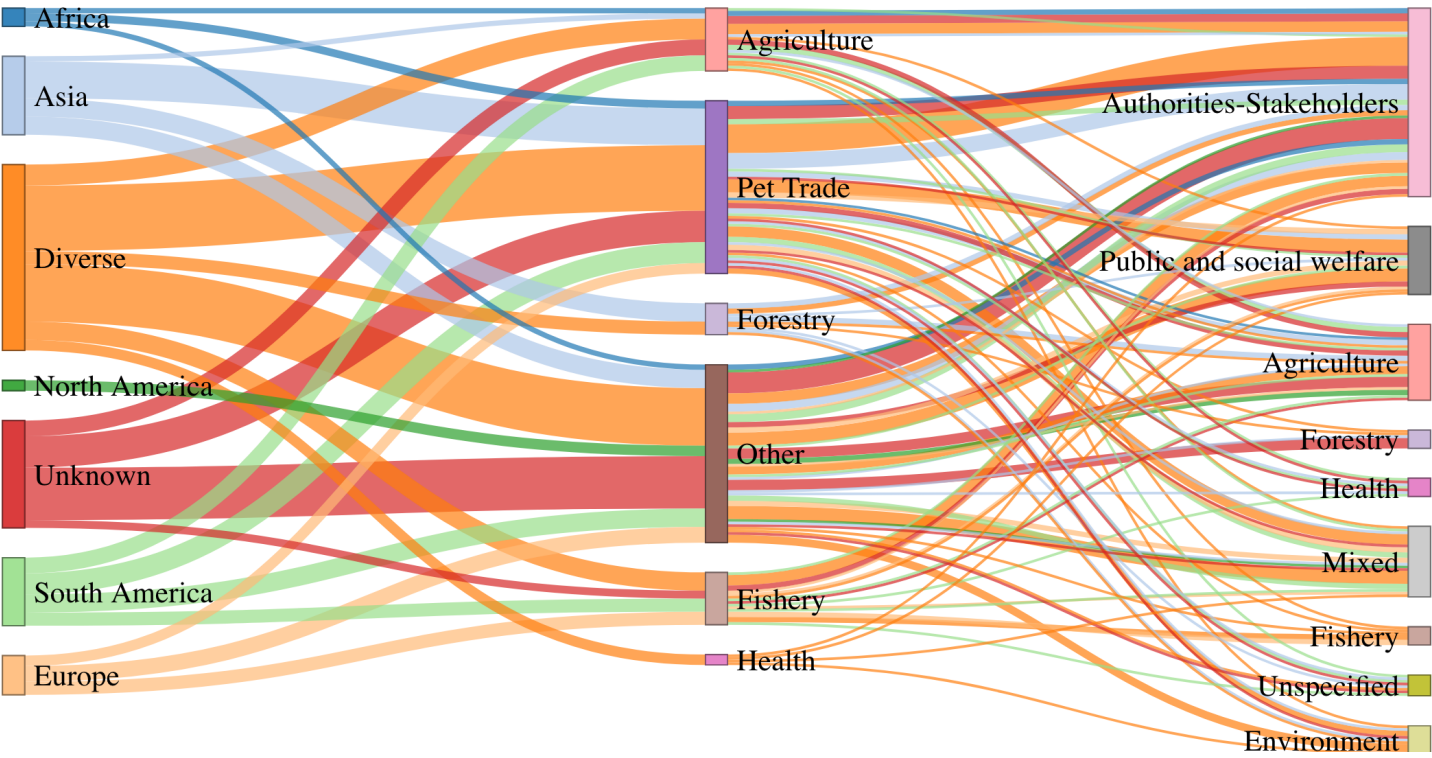 Africa
Asia
Diverse
North America
Unknown
South America
Europe
Agriculture
Pet Trade
Forestry
Other
Fishery
Health
Authorities-Stakeholders
Public and social welfare
Agriculture
Forestry
Health
Mixed
Fishery
Unspecified
Environment